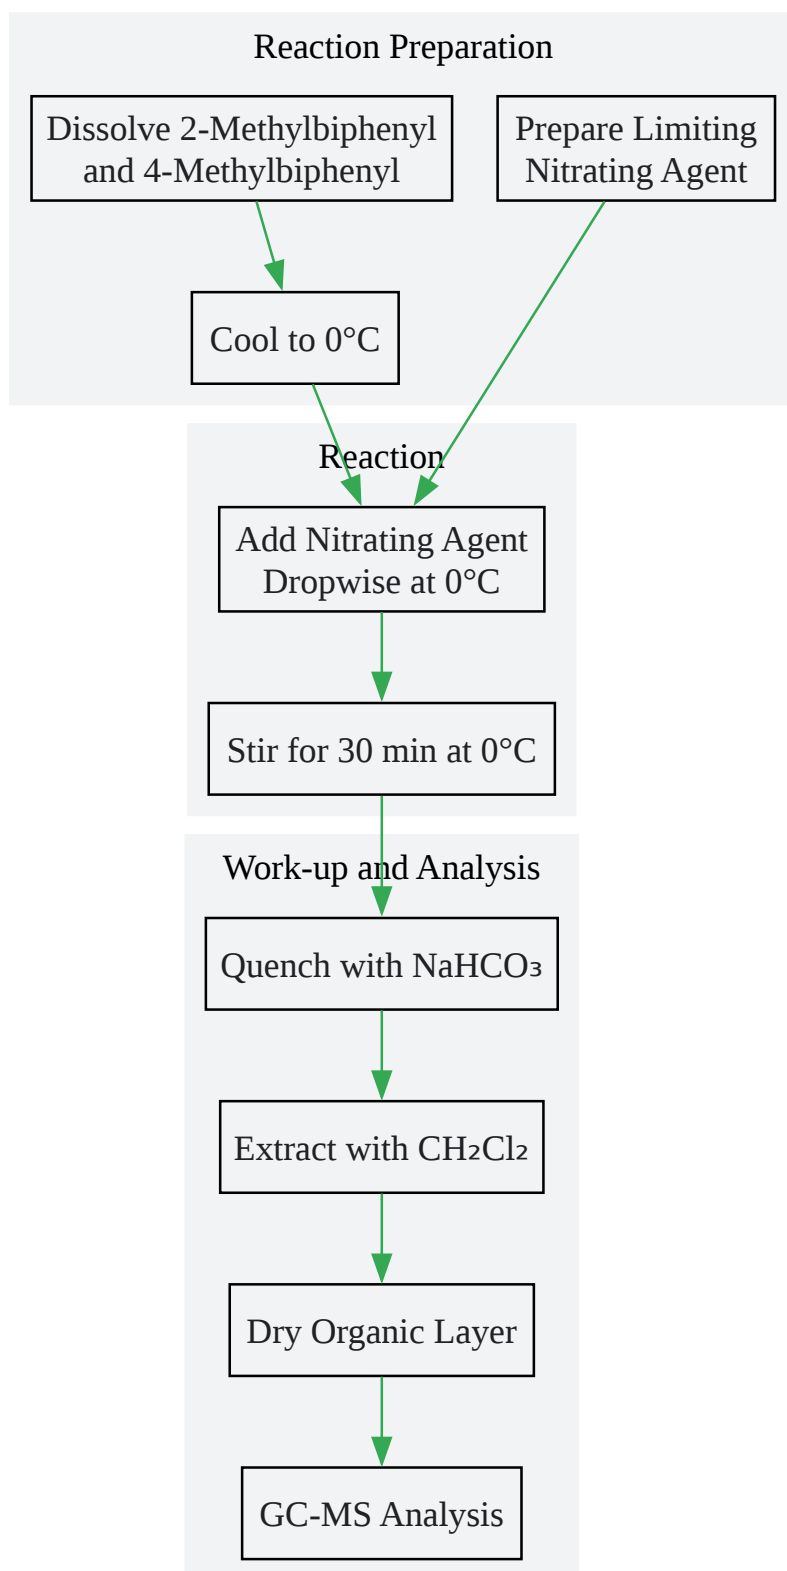 Reaction Preparation
Dissolve 2-Methylbiphenyl
and 4-Methylbiphenyl
Prepare Limiting
Nitrating Agent
Cool to 0°C
Reaction
Add Nitrating Agent
Dropwise at 0°C
Stir for 30 min at 0°C
Work-up and Analysis
Quench with NaHCO₃
Extract with CH₂Cl₂
Dry Organic Layer
GC-MS Analysis